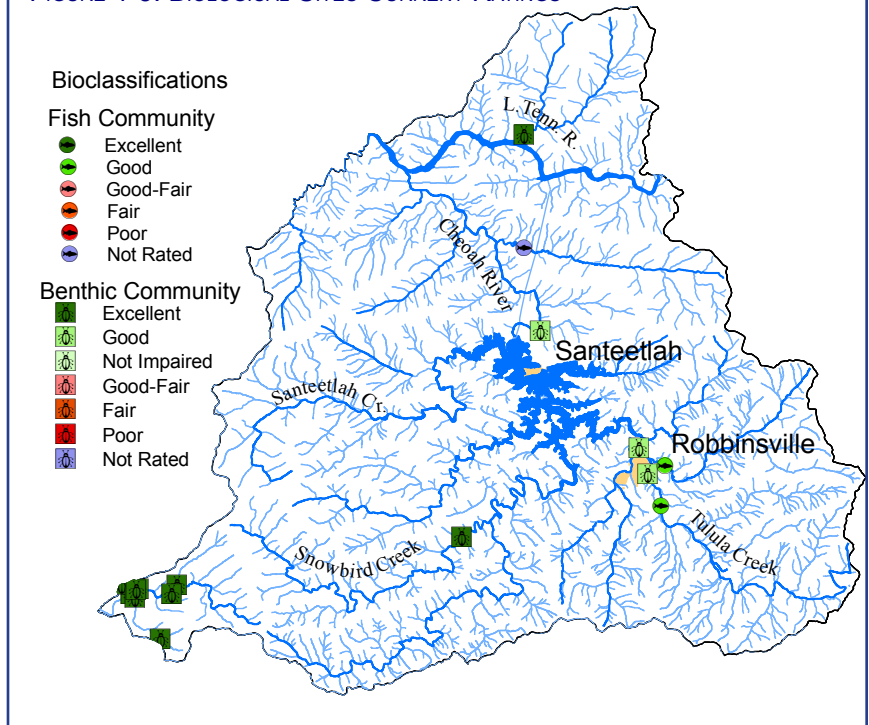 Bioclassifications
Fish Community
Excellent
Good
Good-Fair
Fair
Poor
Not Rated
Benthic Community
Excellent
Good
Not Impaired
Good-Fair
Fair
Poor
Not Rated
L.Tenn. R.
Cheoah River
Santeetlah
Santeetlah Cr.
Robbinsville
Tulula Creek
Snowbird Creek